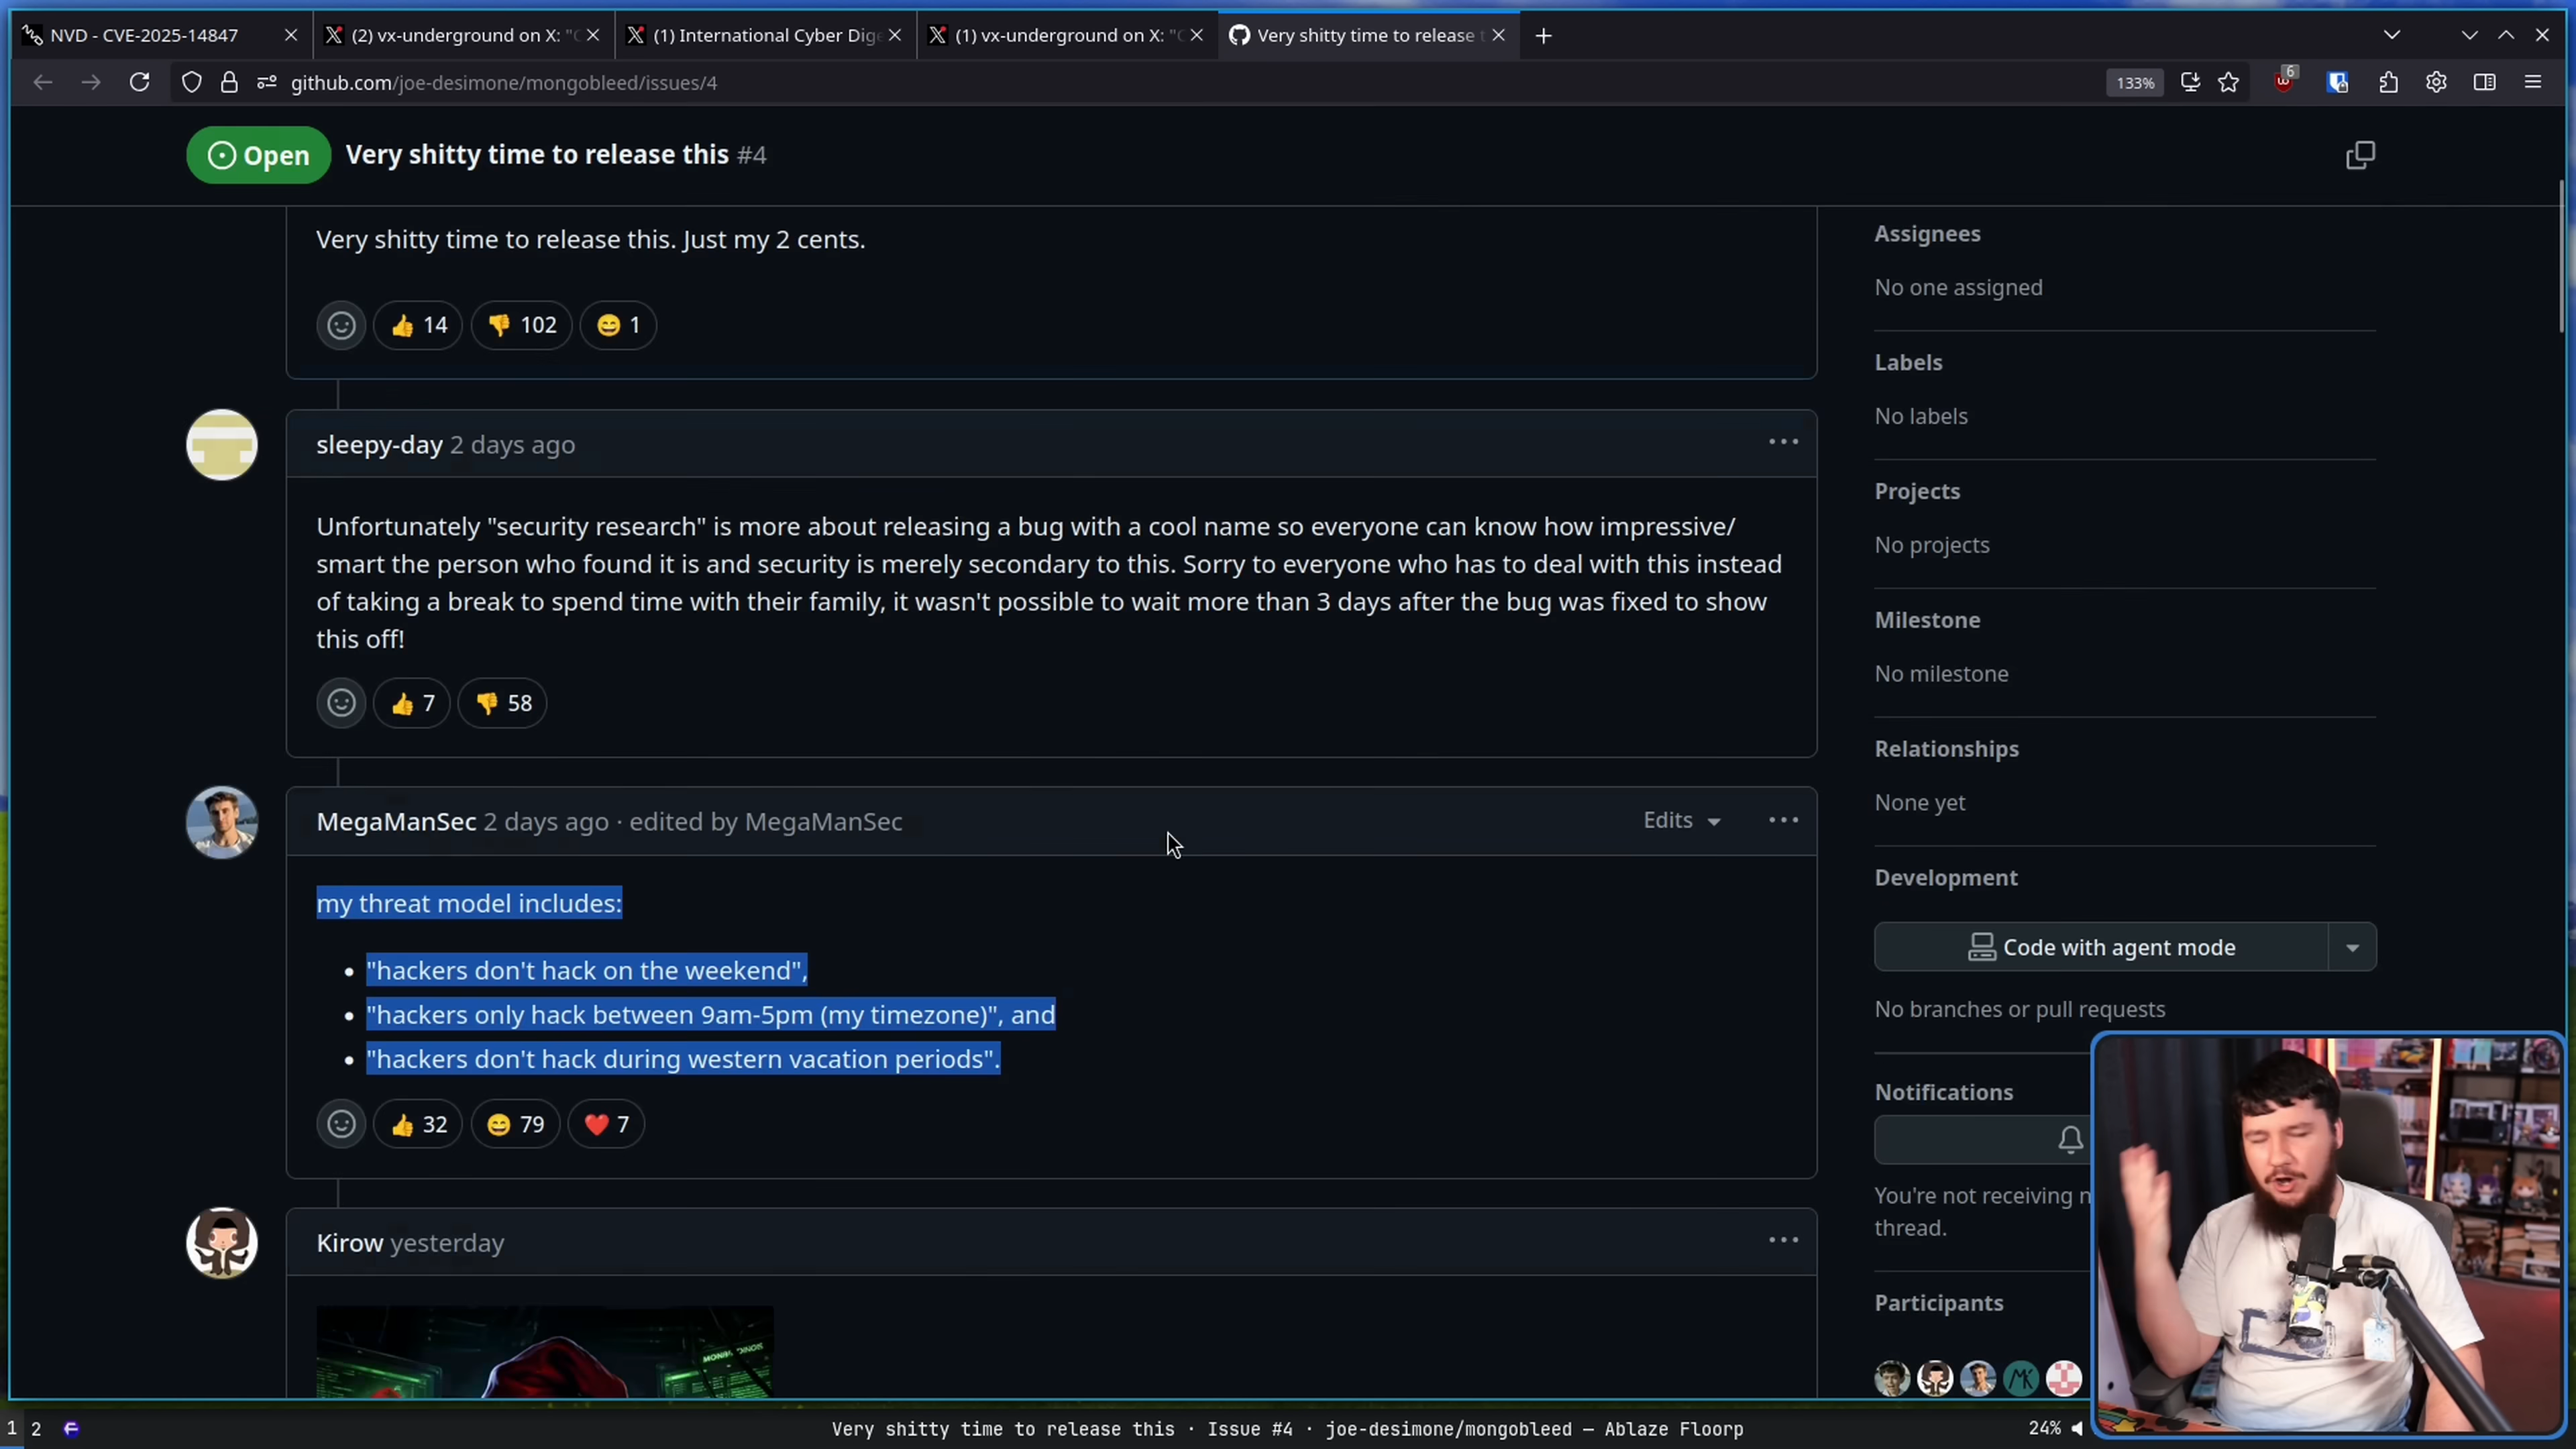 NVD - CVE-2025-14847
(2) vx-underground on X: "
(1) International Cyber Dige
(1) vx-underground on X: "
Very shitty time to release
github.com/joe-desimone/mongobleed/issues/4
133%
6
Open
Very shitty time to release this #4
Very shitty time to release this. Just my 2 cents.
14
102
1
sleepy-day 2 days ago
Unfortunately "security research" is more about releasing a bug with a cool name so everyone can know how impressive/
smart the person who found it is and security is merely secondary to this. Sorry to everyone who has to deal with this instead
of taking a break to spend time with their family, it wasn't possible to wait more than 3 days after the bug was fixed to show
this off!
7
58
MegaManSec 2 days ago · edited by MegaManSec
Edits
my threat model includes:
• "hackers don't hack on the weekend",
• "hackers only hack between 9am-5pm (my timezone)", and
• "hackers don't hack during western vacation periods".
32
79
7
Kirow yesterday
Assignees
No one assigned
Labels
No labels
Projects
No projects
Milestone
No milestone
Relationships
None yet
Development
Code with agent mode
No branches or pull requests
Notifications
You're not receiving n
thread.
Participants
MK
1 2
Very shitty time to release this · Issue #4 · joe-desimone/mongobleed — Ablaze Floorp
24%